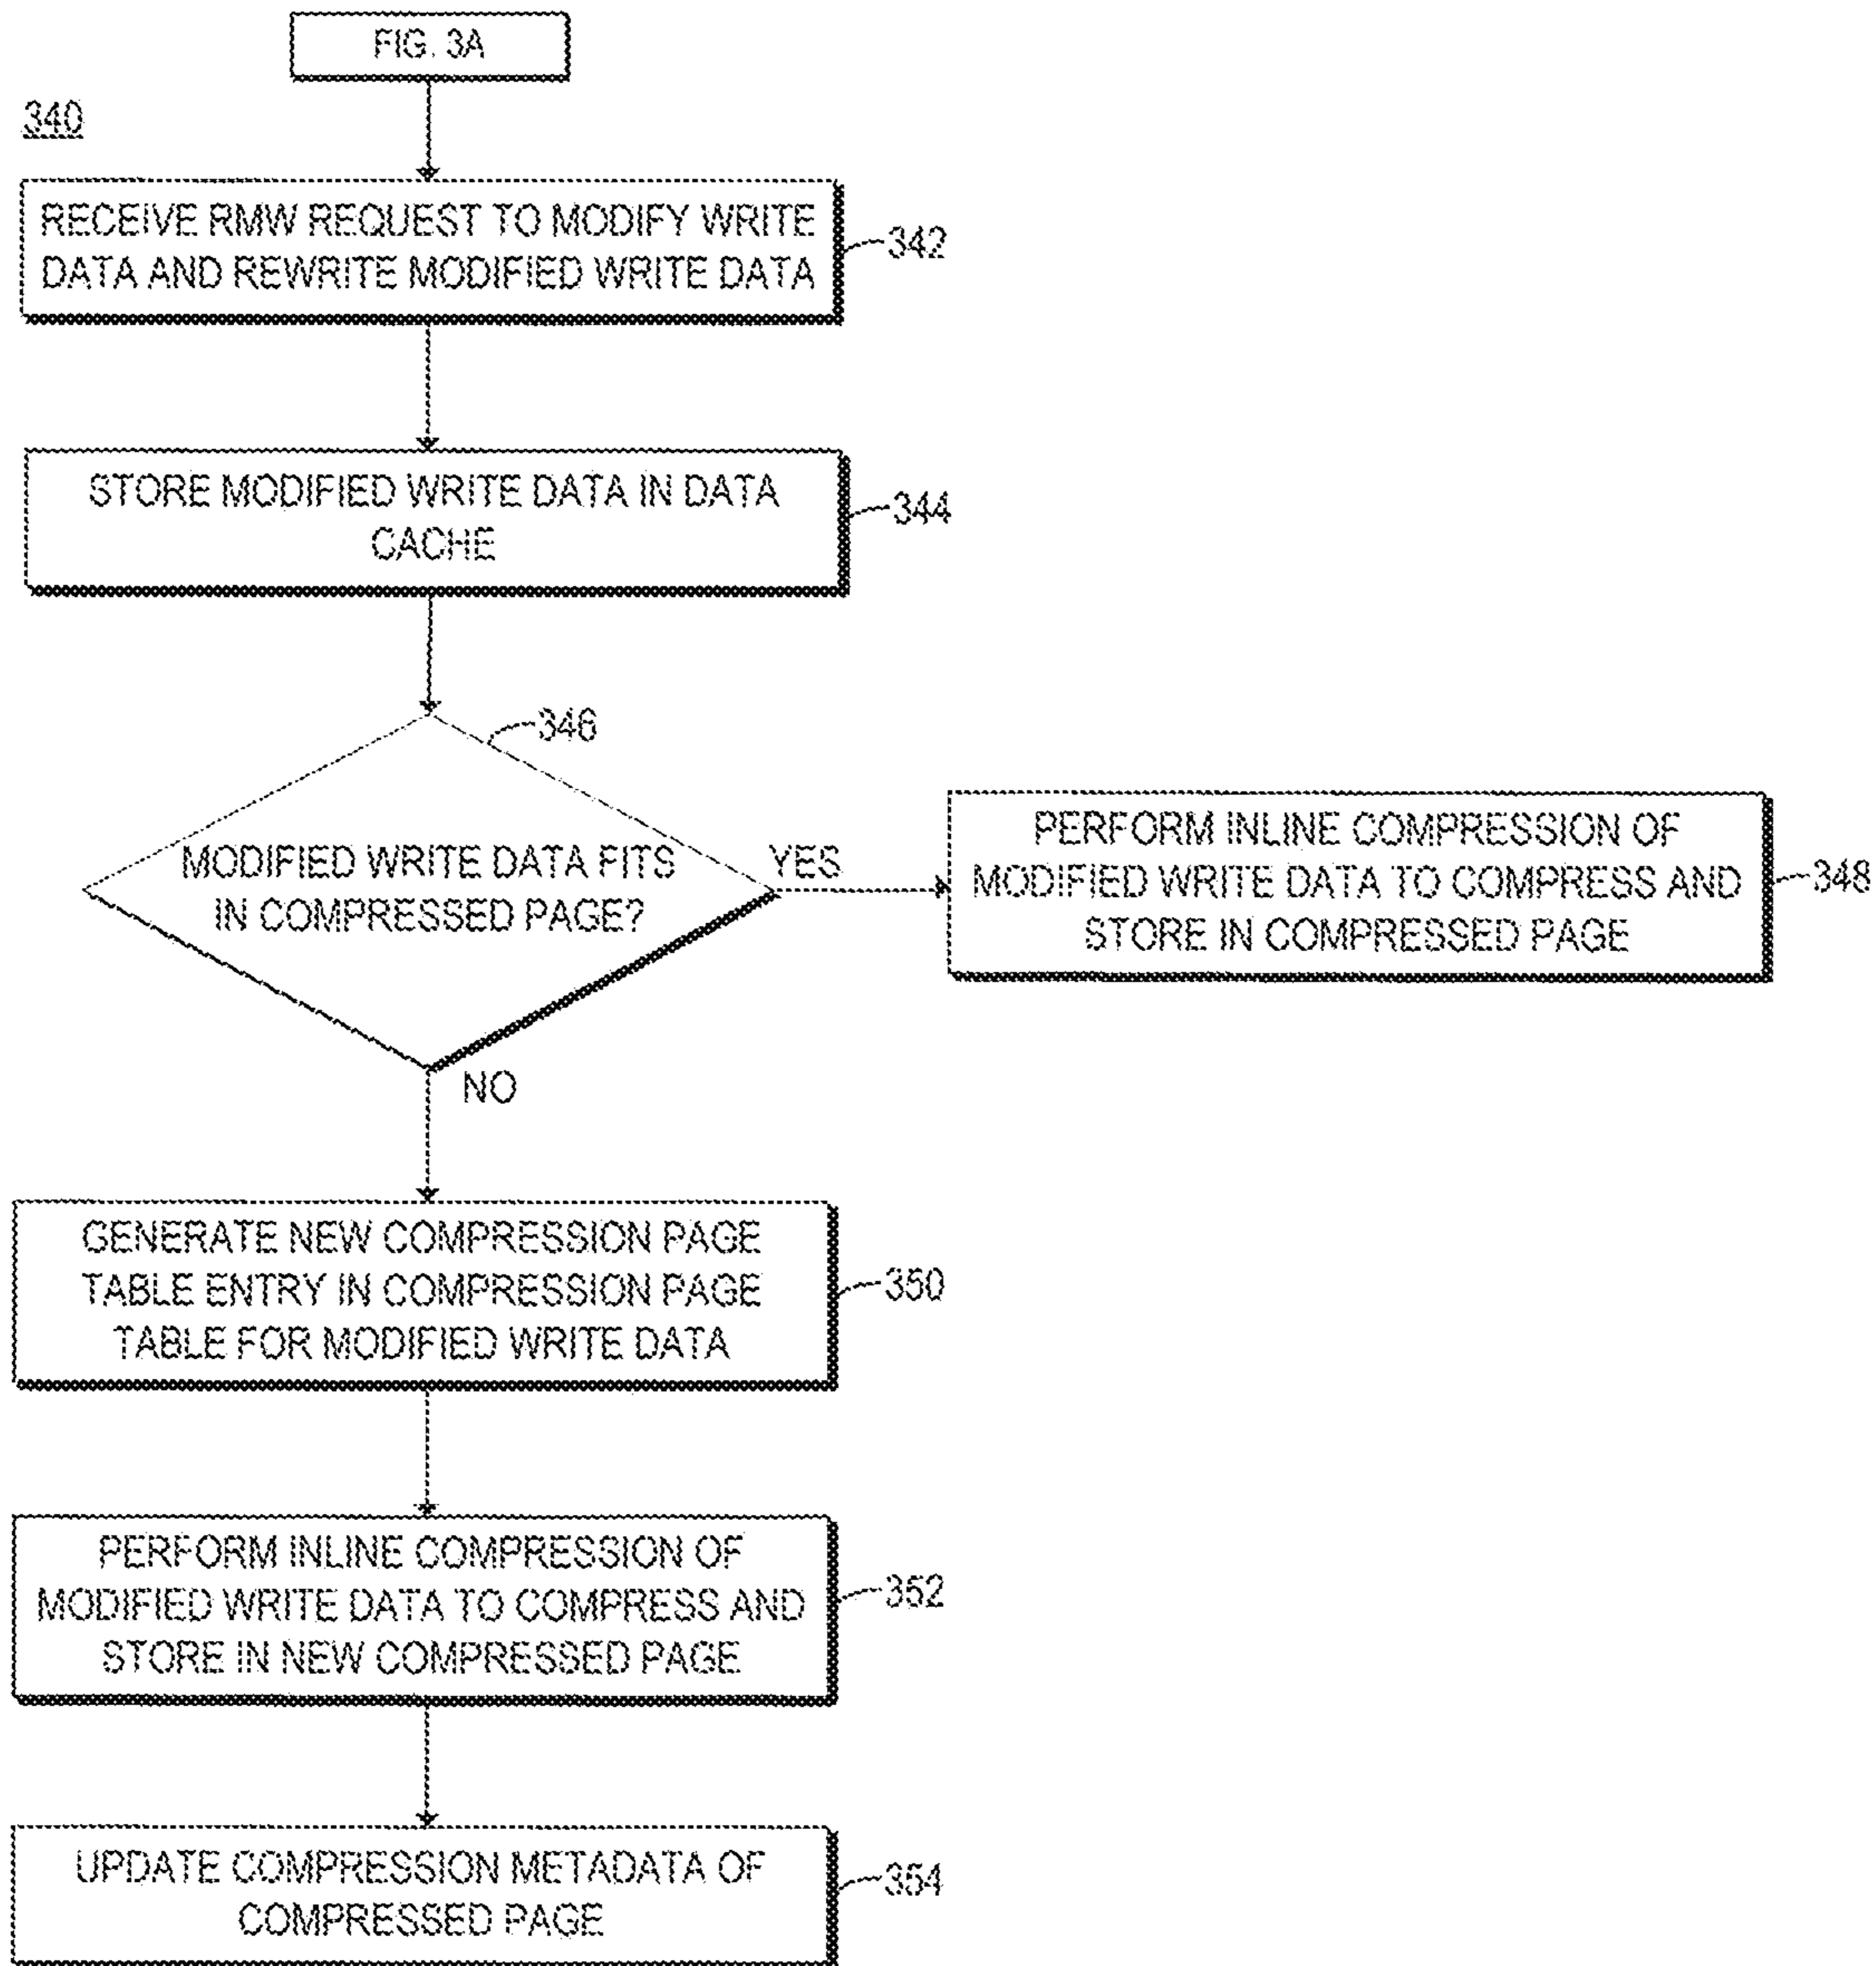 FIG. 3A
340
RECEIVE RMW REQUEST TO MODIFY WRITE
DATA AND REWRITE MODIFIED WRITE DATA
342
STORE MODIFIED WRITE DATA IN DATA
CACHE
344
346
MODIFIED WRITE DATA FITS
IN COMPRESSED PAGE?
YES
PERFORM INLINE COMPRESSION OF
MODIFIED WRITE DATA TO COMPRESS AND
STORE IN COMPRESSED PAGE
348
NO
GENERATE NEW COMPRESSION PAGE
TABLE ENTRY IN COMPRESSION PAGE
TABLE FOR MODIFIED WRITE DATA
350
PERFORM INLINE COMPRESSION OF
MODIFIED WRITE DATA TO COMPRESS AND
STORE IN NEW COMPRESSED PAGE
352
UPDATE COMPRESSION METADATA OF
COMPRESSED PAGE
354